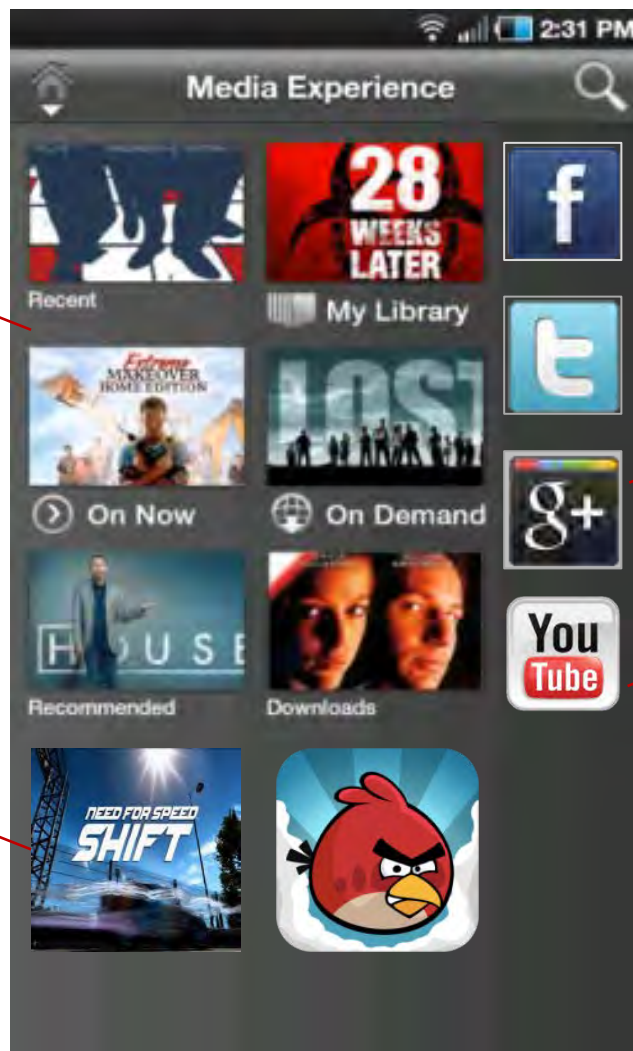 2:31 PM
Media Experience
28
WEEKS
LATER
f
Recent
My Library
t
Extreme
MAKEOVER
HOME EDITION
LOST
g+
On Now
On Demand
HOUSE
You
Tube
Recommended
Downloads
NEED FOR SPEED
SHIFT